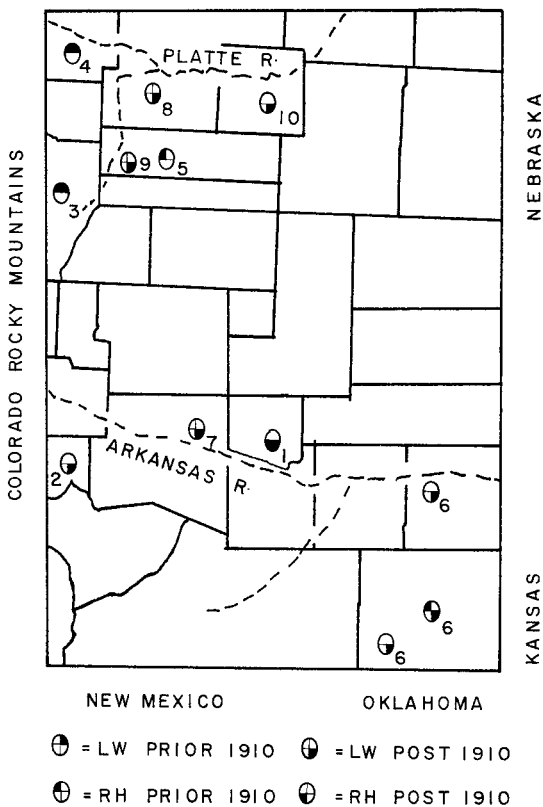 PLATTE R.
4
8
10
9
5
3
COLORADO ROCKY MOUNTAINS
NEBRASKA
7
1
ARKANSAS R.
2
6
6
6
KANSAS
NEW MEXICO OKLAHOMA
= LW PRIOR 1910 = LW POST 1910
= RH PRIOR 1910 = RH POST 1910